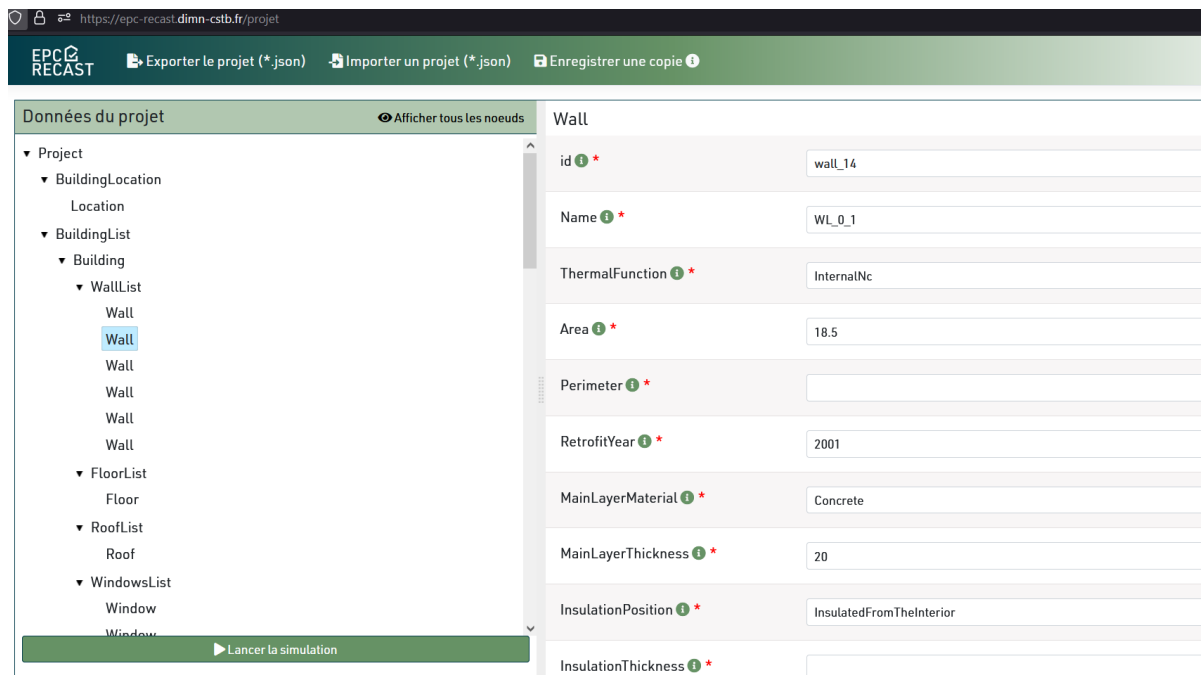 https://epc-recast.dimn-cstb.fr/projet
EPC
RECAST
Exporter le projet (*.json)
Importer un projet (*.json)
Enregistrer une copie
Données du projet
Afficher tous les noeuds
Project
BuildingLocation
Location
BuildingList
Building
WallList
Wall
Wall
Wall
Wall
Wall
Wall
FloorList
Floor
RoofList
Roof
WindowsList
Window
Window
Lancer la simulation
Wall
id *
wall_14
Name *
WL_0_1
ThermalFunction *
InternalNc
Area *
18.5
Perimeter *
RetrofitYear *
2001
MainLayerMaterial *
Concrete
MainLayerThickness *
20
InsulationPosition *
InsulatedFromTheInterior
InsulationThickness *